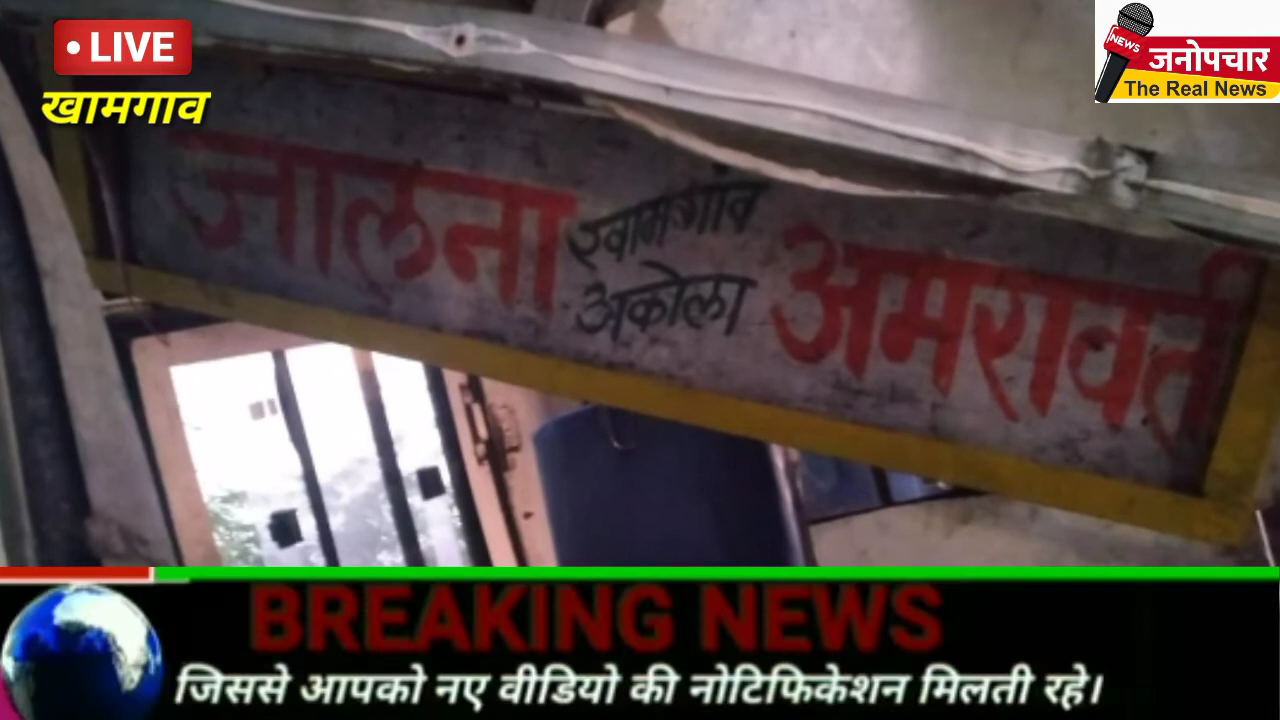 LIVE
खामगाव
NEWS
जनोपचार
The Real News
जालना खामगांव अमरावती
अकोला
BREAKING NEWS
जिससे आपको नए वीडियो की नोटिफिकेशन मिलती रहे।